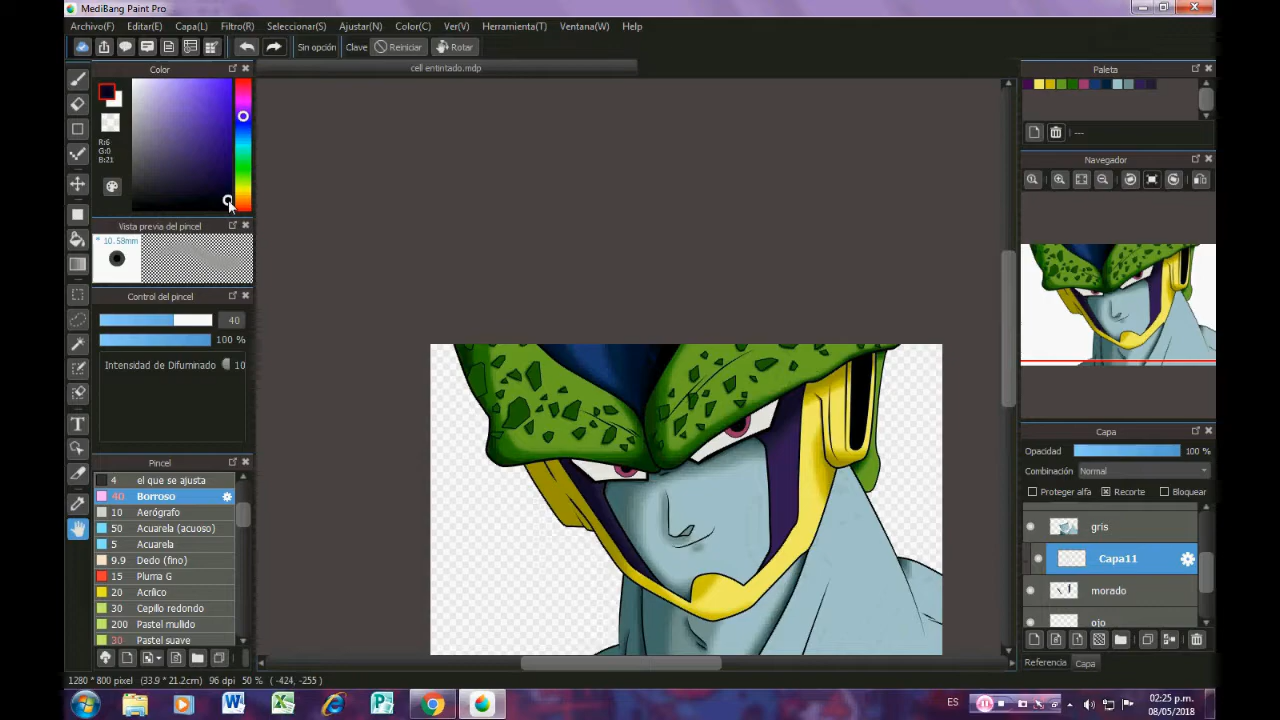 MediBang Paint Pro
Archivo(F) Editar(E) Capa(L) Filtro(R) Seleccionar(S) Ajustar(N) Color(C) Ver(V) Herramienta(T) Ventana(W) Help
Sin opción Clave Reiniciar Rotar
Color
cell entintado.mdp
Paleta
R:6
G:0
B:21
---
Navegador
Vista previa del pincel
* 10.58mm
Control del pincel
40
100 %
Intensidad de Difuminado 10
Capa
Opacidad 100 %
Combinación Normal
Proteger alfa Recorte Bloquear
Pincel
4 el que se ajusta
40 Borroso
10 Aerógrafo
50 Acuarela (acuoso)
5 Acuarela
9.9 Dedo (fino)
15 Pluma G
20 Acrílco
30 Cepillo redondo
200 Pastel mullido
30 Pastel suave
gris
Capa11
morado
ojo
Referencia Capa
1280 * 800 pixel (33.9 * 21.2cm) 96 dpi 50 % ( -424, -255 )
ES
02:25 p.m.
08/05/2018